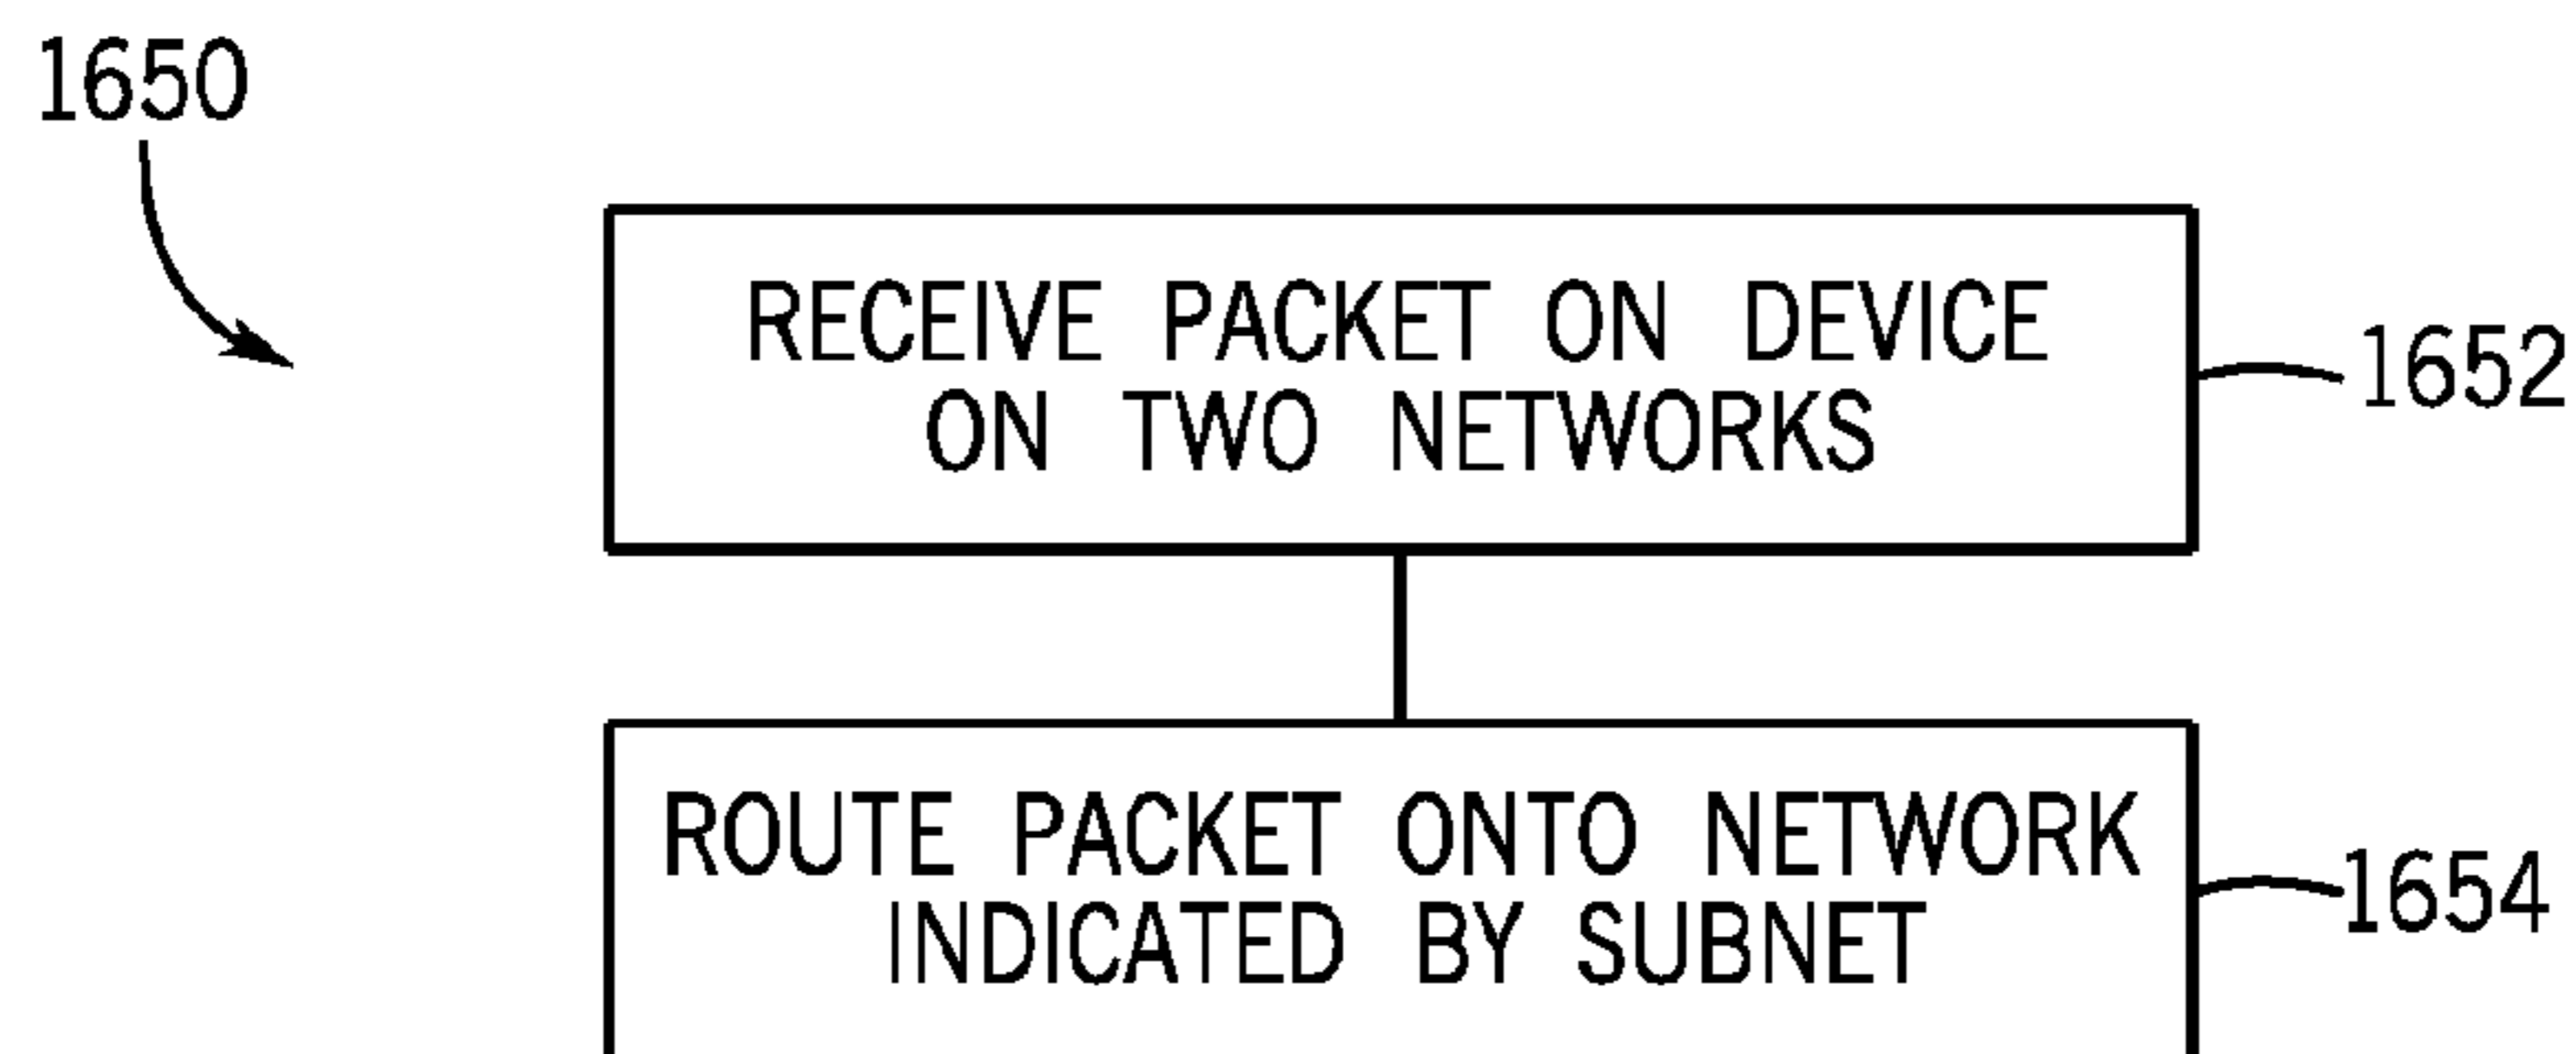 1650
RECEIVE PACKET ON DEVICE
ON TWO NETWORKS
1652
ROUTE PACKET ONTO NETWORK
INDICATED BY SUBNET
1654